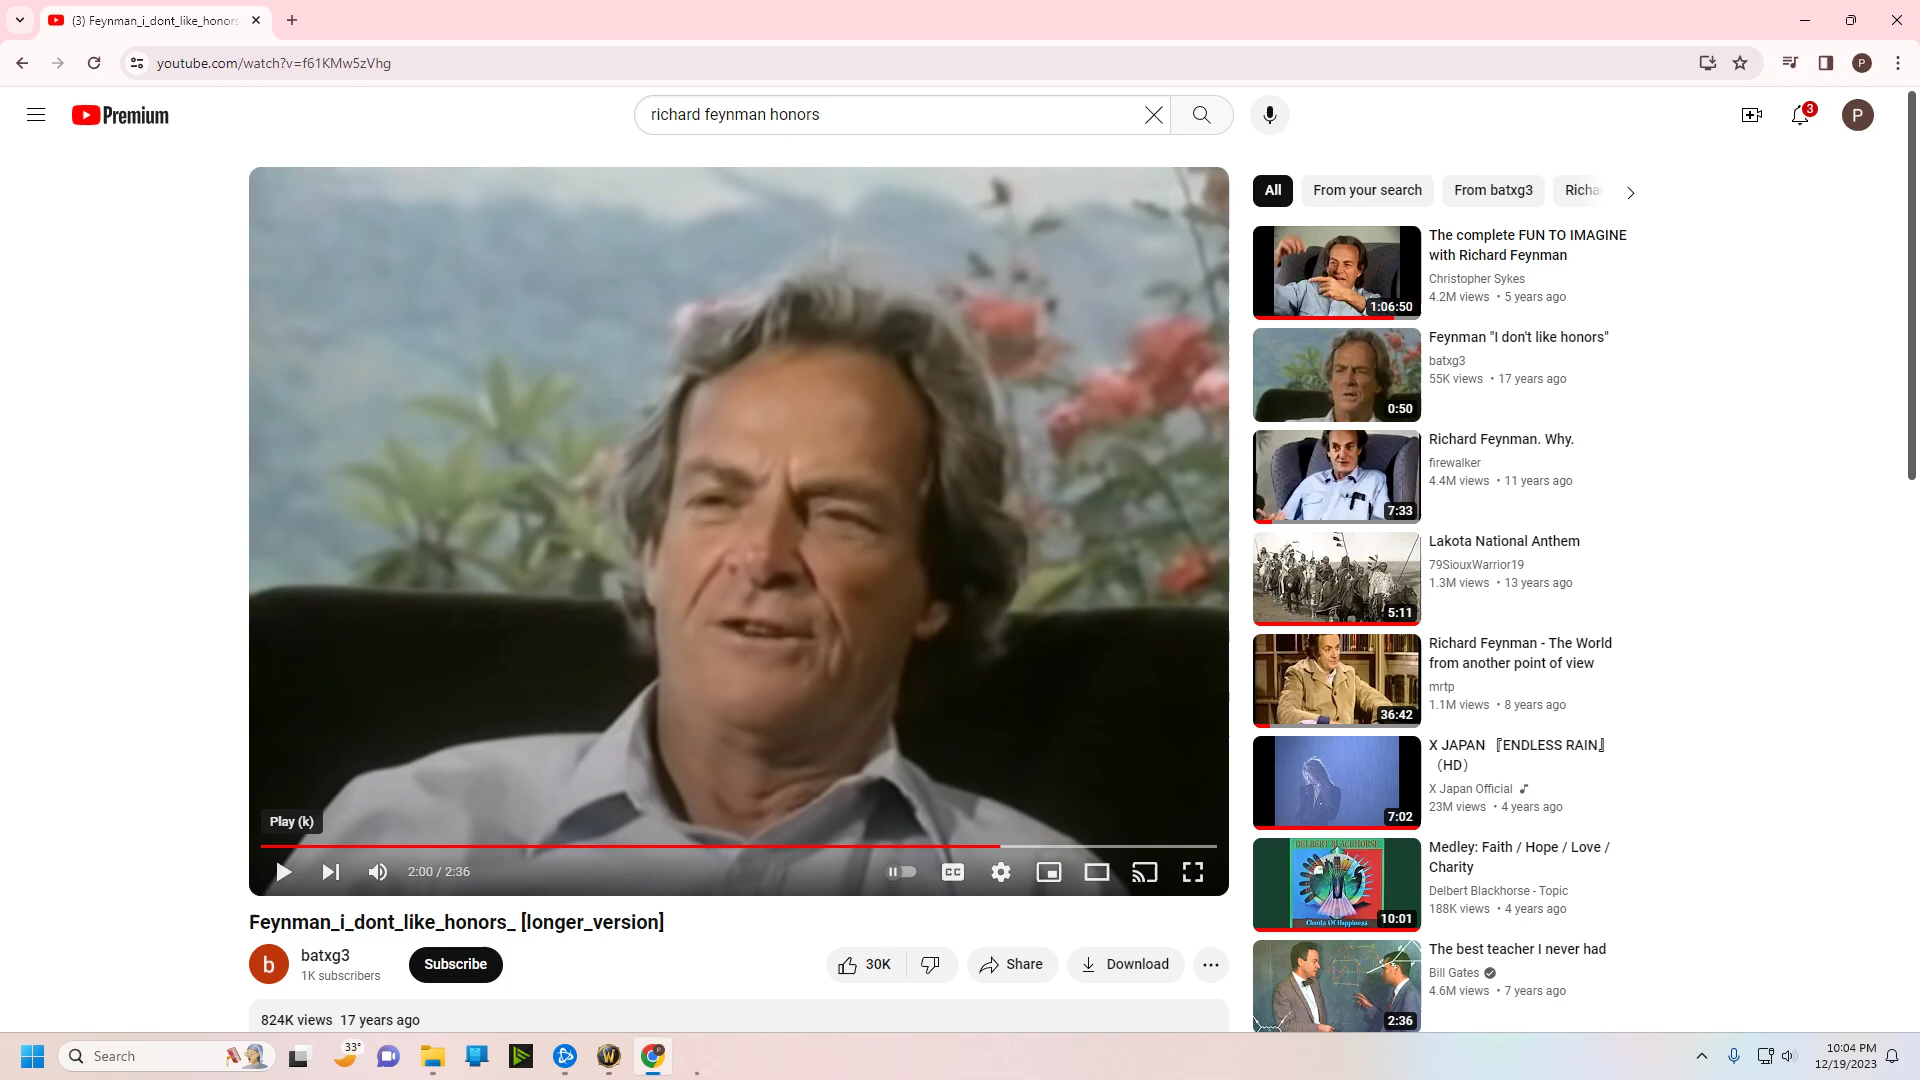 (3) Feynman_i_dont_like_honors
youtube.com/watch?v=f61KMw5zVhg
P
Premium
richard feynman honors
3
P
All
From your search
From batxg3
Richa
The complete FUN TO IMAGINE
with Richard Feynman
Christopher Sykes
4.2M views • 5 years ago
1:06:50
Feynman "I don't like honors"
batxg3
55K views • 17 years ago
0:50
Richard Feynman. Why.
firewalker
4.4M views • 11 years ago
7:33
Lakota National Anthem
79SiouxWarrior19
1.3M views • 13 years ago
5:11
Richard Feynman - The World
from another point of view
mrtp
1.1M views • 8 years ago
36:42
X JAPAN 『ENDLESS RAIN』
（HD）
X Japan Official
23M views • 4 years ago
7:02
DELBERT BLACKHORSE
Chants Of Happiness
Medley: Faith / Hope / Love /
Charity
Delbert Blackhorse - Topic
188K views • 4 years ago
10:01
The best teacher I never had
Bill Gates
4.6M views • 7 years ago
2:36
Play (k)
2:00 / 2:36
CC
Feynman_i_dont_like_honors_ [longer_version]
b
batxg3
1K subscribers
Subscribe
30K
Share
Download
824K views 17 years ago
Search
33°
W
P
10:04 PM
12/19/2023